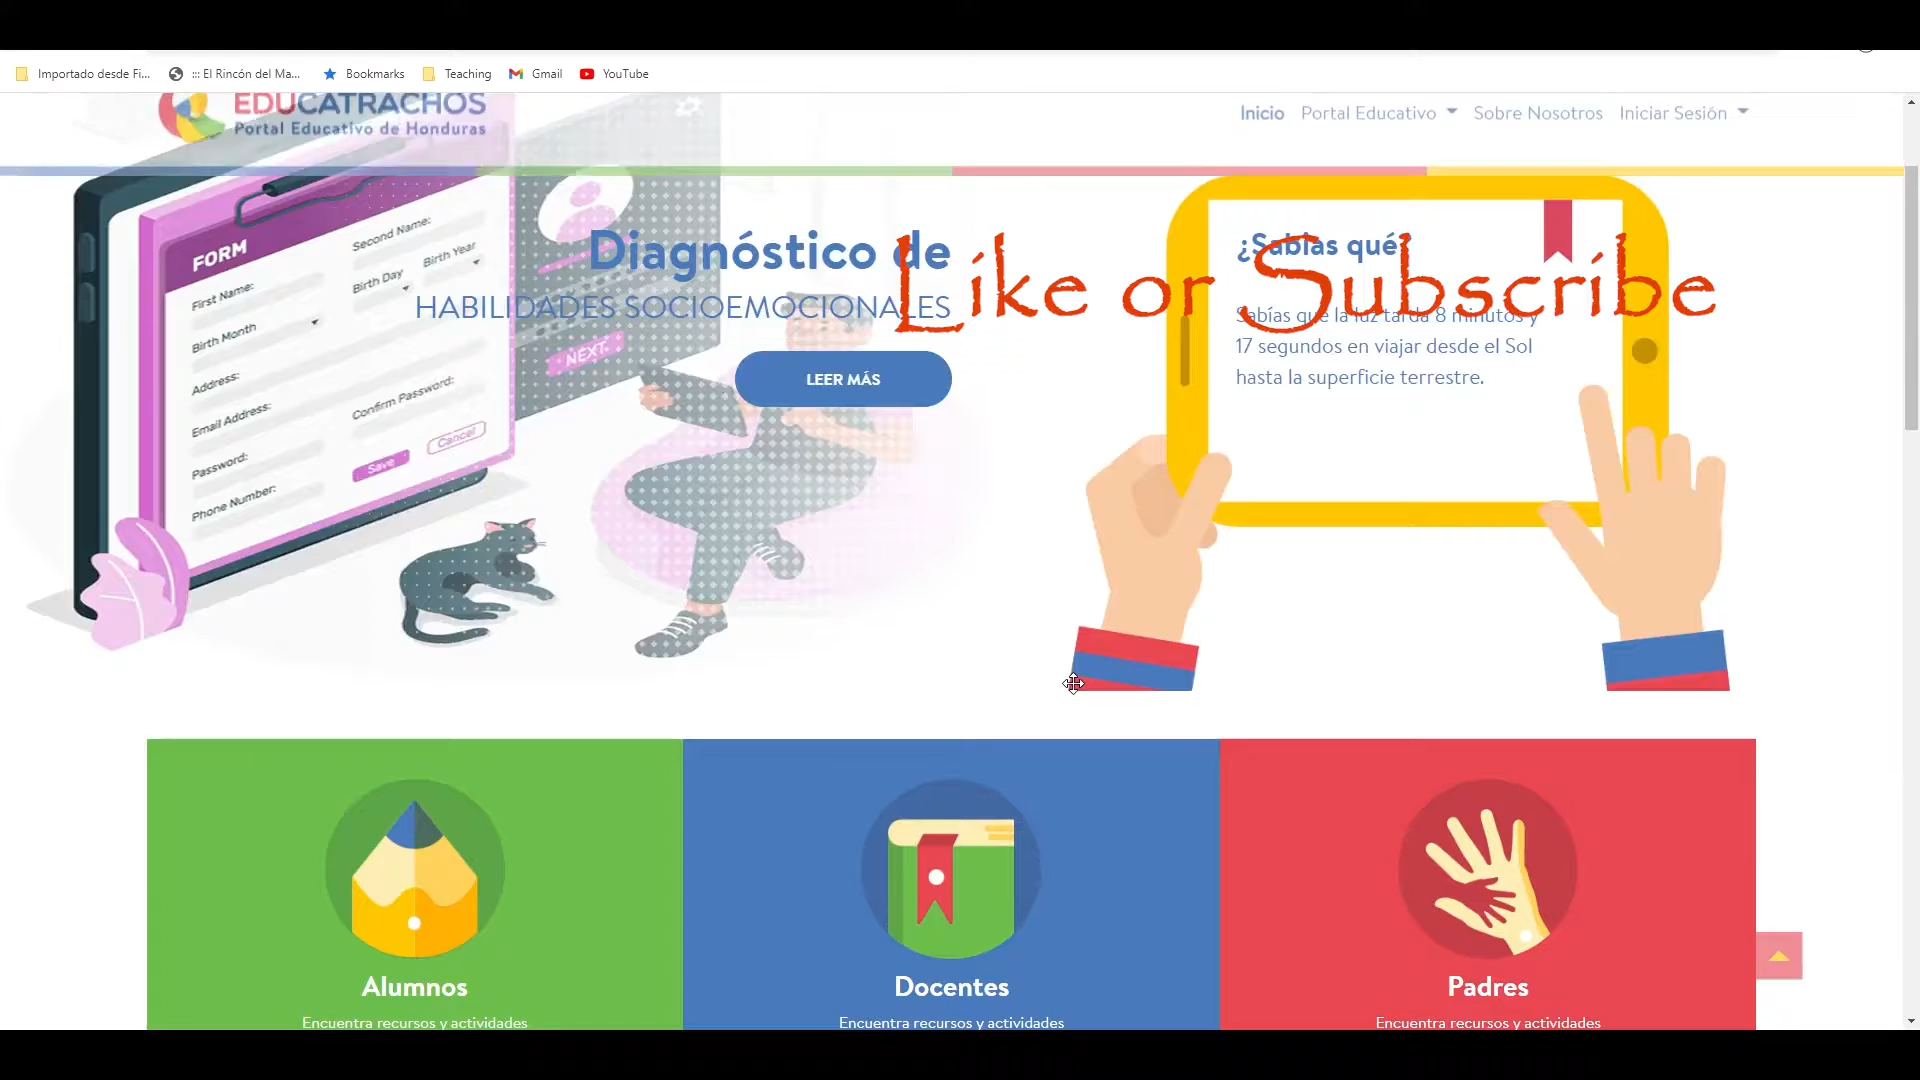 Importado desde Fi...
::: El Rincón del Ma...
Bookmarks
Teaching
Gmail
YouTube
EDUCATRACHOS
Portal Educativo de Honduras
Inicio
Portal Educativo
Sobre Nosotros
Iniciar Sesión
FORM
First Name:
Second Name:
Birth Month
Birth Day
Birth Year
Address:
Email Address:
Confirm Password:
Password:
Phone Number:
Save
Cancel
NEXT
Diagnóstico de
HABILIDADES SOCIOEMOCIONALES
LEER MÁS
Like or Subscribe
¿Sabías qué?
Sabías que la luz tarda 8 minutos y
17 segundos en viajar desde el Sol
hasta la superficie terrestre.
Alumnos
Encuentra recursos y actividades
Docentes
Encuentra recursos y actividades
Padres
Encuentra recursos y actividades